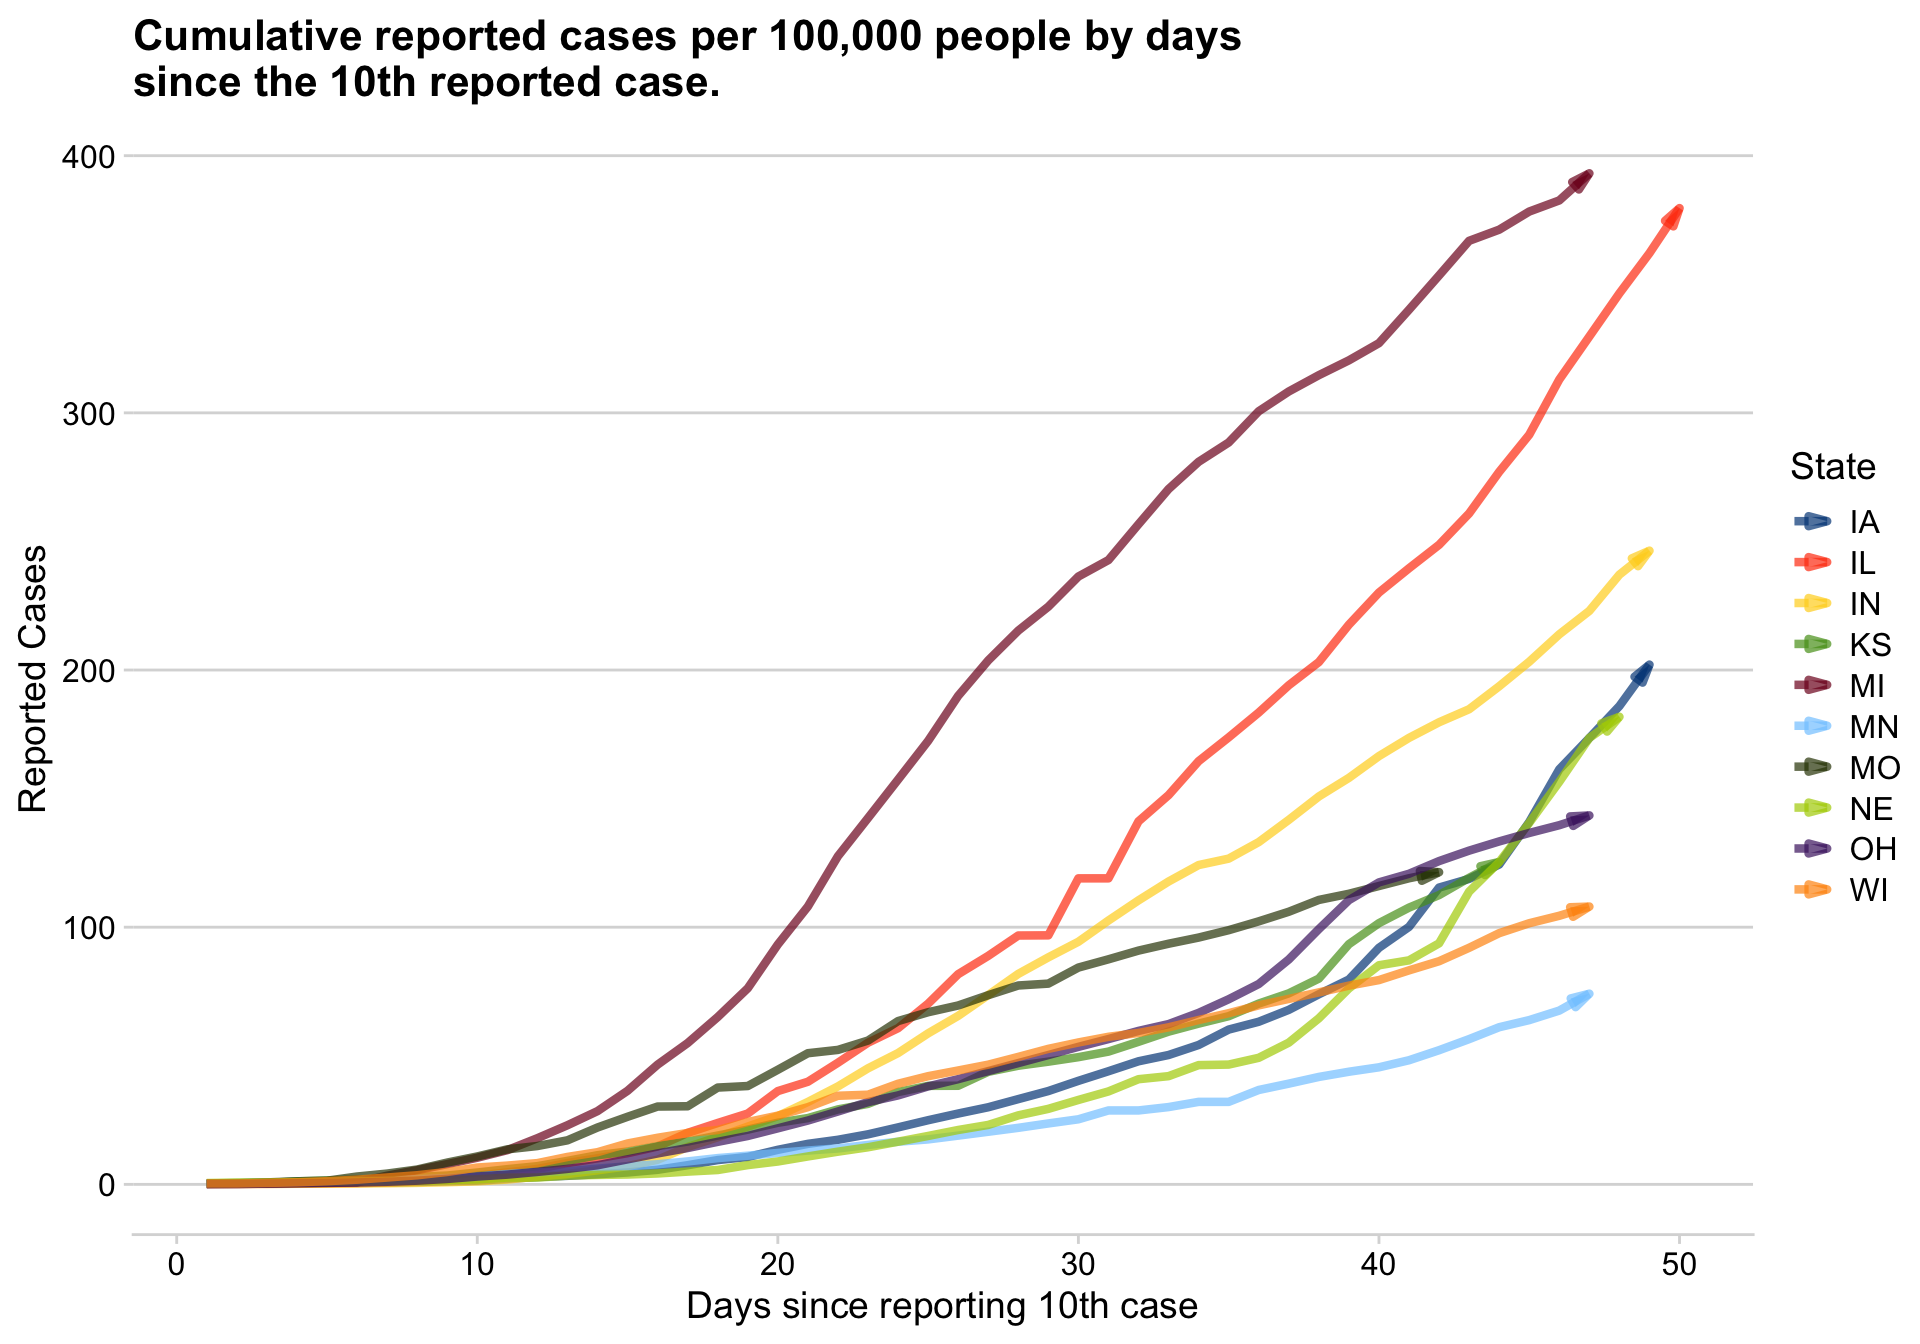 Cumulative reported cases per 100,000 people by days
since the 10th reported case.
400
300
200
100
0
Reported Cases
0 10 20 30 40 50
Days since reporting 10th case
State
IA
IL
IN
KS
MI
MN
MO
NE
OH
WI